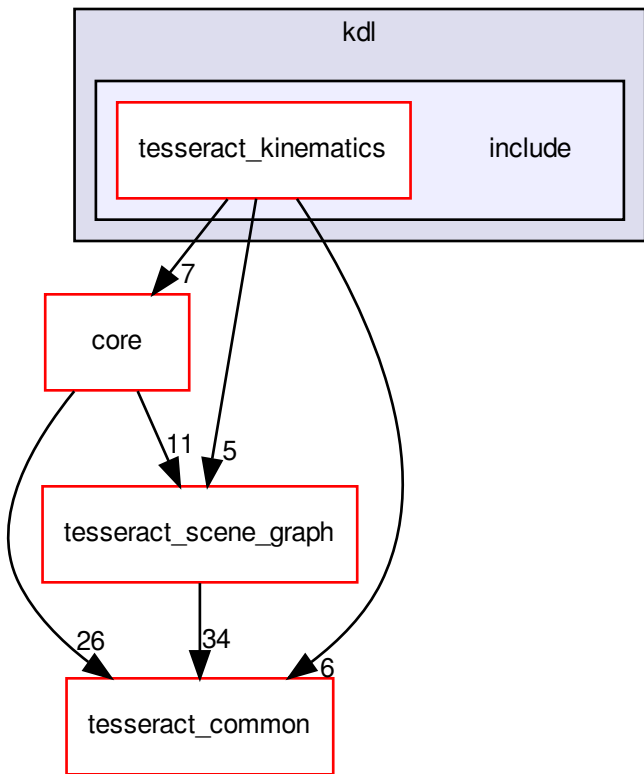 kdl
tesseract_kinematics
include
7
core
11
5
tesseract_scene_graph
26
34
6
tesseract_common